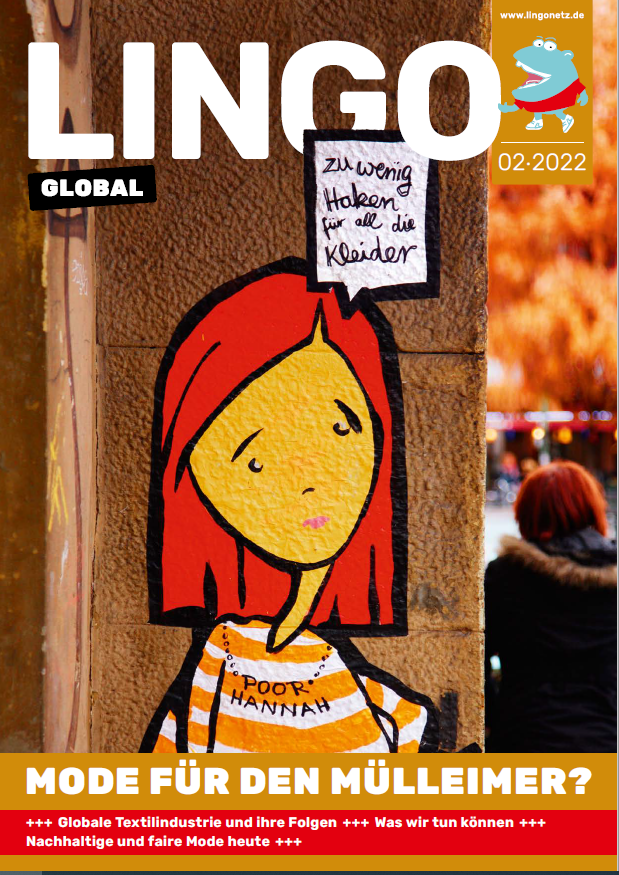 www.lingonetz.de
LINGO
GLOBAL
02·2022
zu wenig
Haken
für all die
Kleider
POOR
HANNAH
MODE FÜR DEN MÜLLEIMER?
+++ Globale Textilindustrie und ihre Folgen +++ Was wir tun können +++
Nachhaltige und faire Mode heute +++